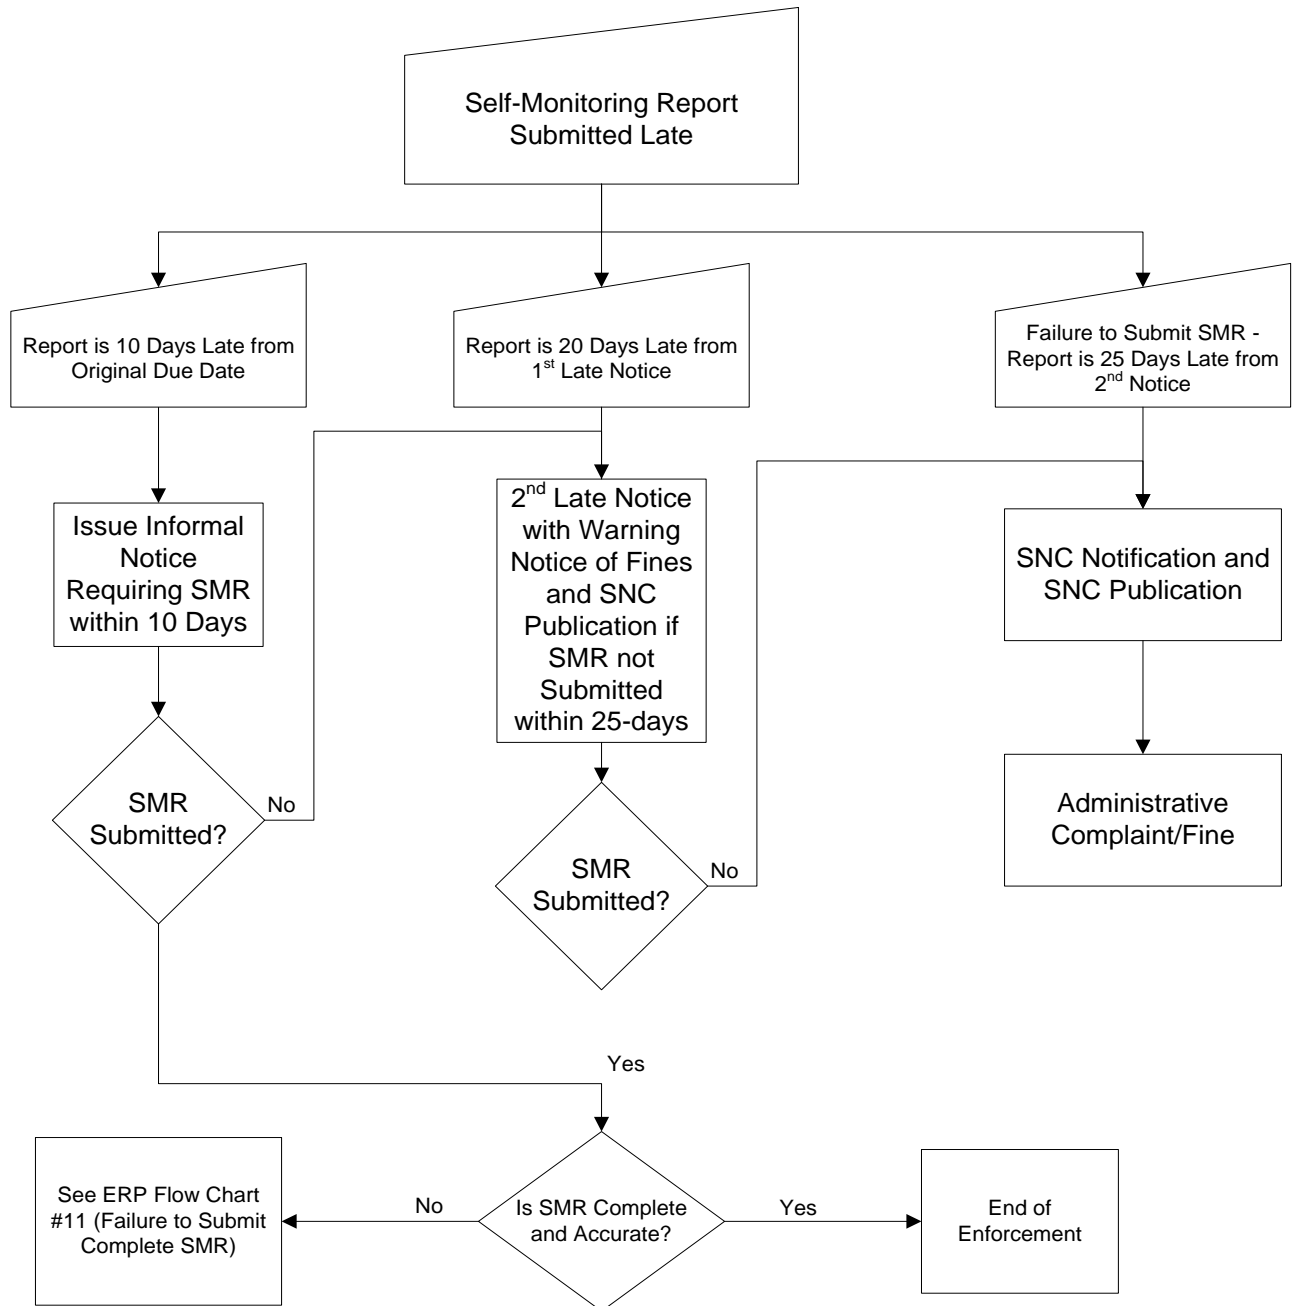 Self-Monitoring Report
Submitted Late
Report is 10 Days Late from
Original Due Date
Report is 20 Days Late from
1st Late Notice
Failure to Submit SMR -
Report is 25 Days Late from
2nd Notice
Issue Informal
Notice
Requiring SMR
within 10 Days
2nd Late Notice
with Warning
Notice of Fines
and SNC
Publication if
SMR not
Submitted
within 25-days
SNC Notification and
SNC Publication
SMR
Submitted?
No
SMR
Submitted?
No
Administrative
Complaint/Fine
Yes
See ERP Flow Chart
#11 (Failure to Submit
Complete SMR)
No
Is SMR Complete
and Accurate?
Yes
End of
Enforcement